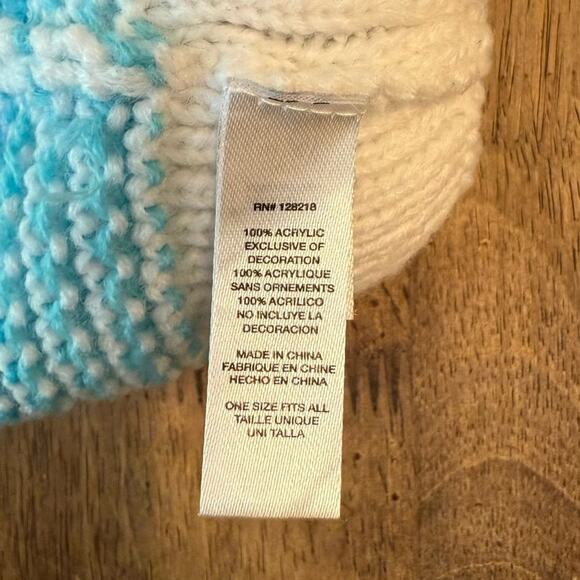 RN# 128218
100% ACRYLIC
EXCLUSIVE OF
DECORATION
100% ACRYLIQUE
SANS ORNEMENTS
100% ACRILICO
NO INCLUYE LA
DECORACION
MADE IN CHINA
FABRIQUE EN CHINE
HECHO EN CHINA
ONE SIZE FITS ALL
TAILLE UNIQUE
UNI TALLA